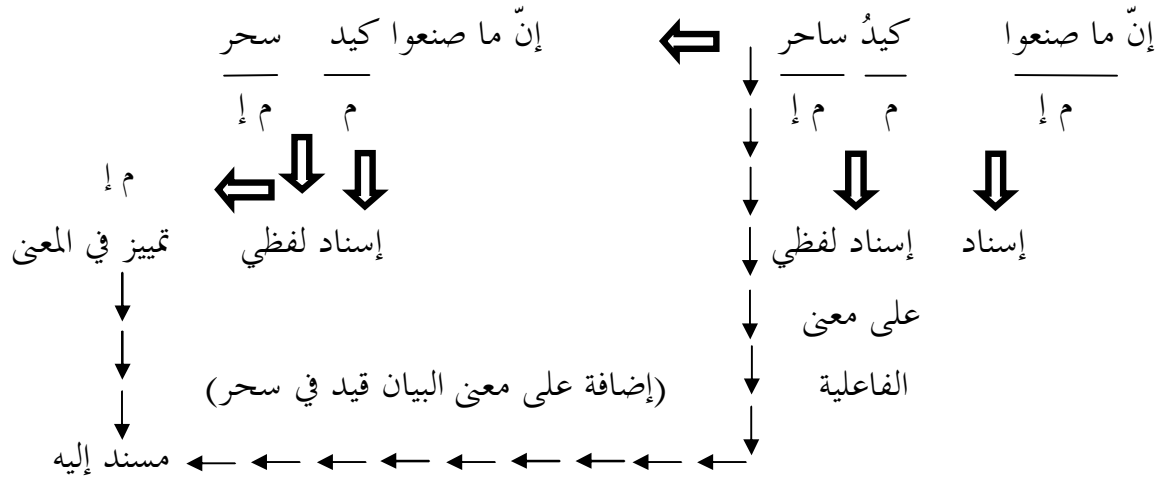 إنّ ما صنعوا كيدُ ساحر إنّ ما صنعوا كيد سحر
م إ م م إ م م إ
م إ
إسناد إسناد لفظي إسناد لفظي تمييز في المعنى
على معنى
الفاعلية (إضافة على معنى البيان قيد في سحر)
مسند إليه